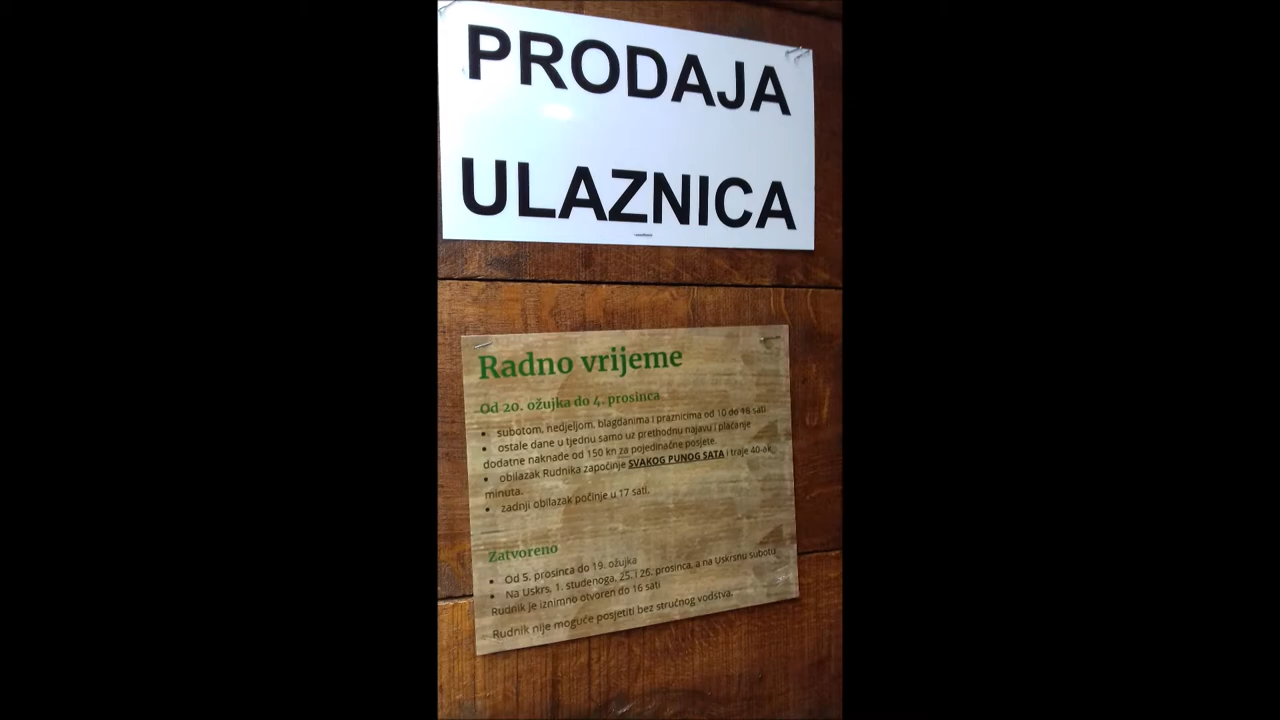 PRODAJA
ULAZNICA
Radno vrijeme
Od 20. ožujka do 4. prosinca
• subotom, nedjeljom, blagdanima i praznicima od 10 do 18 sati
• ostale dane u tjednu samo uz prethodnu najavu i plaćanje
dodatne naknade od 150 kn za pojedinačne posjete.
• obilazak Rudnika započinje SVAKOG PUNOG SATA i traje 40-ak
minuta.
• zadnji obilazak počinje u 17 sati.
Zatvoreno
• Od 5. prosinca do 19. ožujka
• Na Uskrs, 1. studenoga, 25. i 26. prosinca, a na Uskrsnu subotu
Rudnik je iznimno otvoren do 16 sati
Rudnik nije moguće posjetiti bez stručnog vodstva.